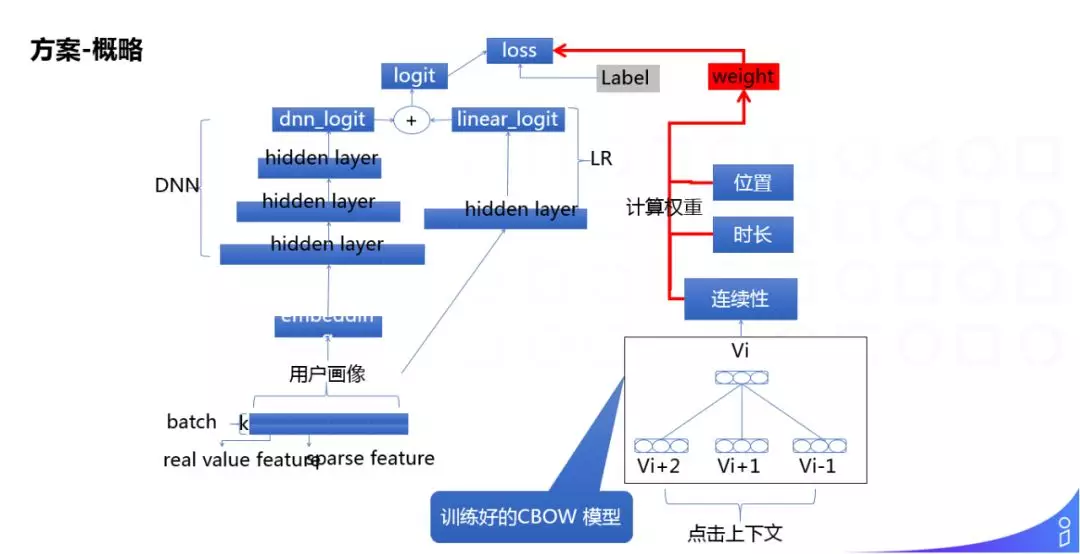 方案-概略
loss
logit
Label
weight
dnn_logit
+
linear_logit
hidden layer
LR
DNN
hidden layer
hidden layer
hidden layer
位置
计算权重
时长
连续性
embedding
Vi
用户画像
batch
k
real value feature
sparse feature
Vi+2
Vi+1
Vi-1
训练好的CBOW 模型
点击上下文